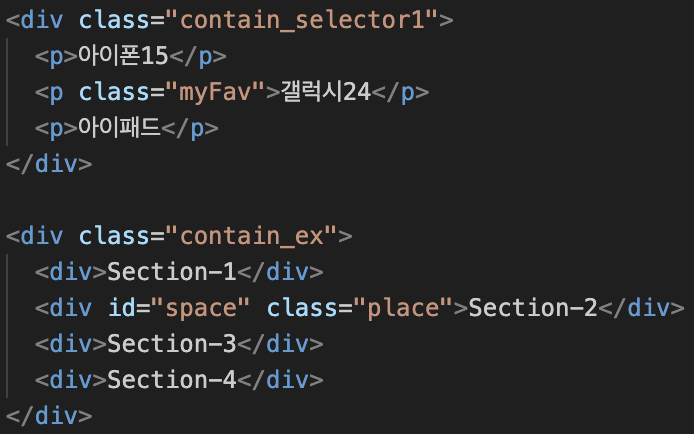 <div class="contain_selector1">
<p>아이폰15</p>
<p class="myFav">갤럭시24</p>
<p>아이패드</p>
</div>
<div class="contain_ex">
<div>Section-1</div>
<div id="space" class="place">Section-2</div>
<div>Section-3</div>
<div>Section-4</div>
</div>